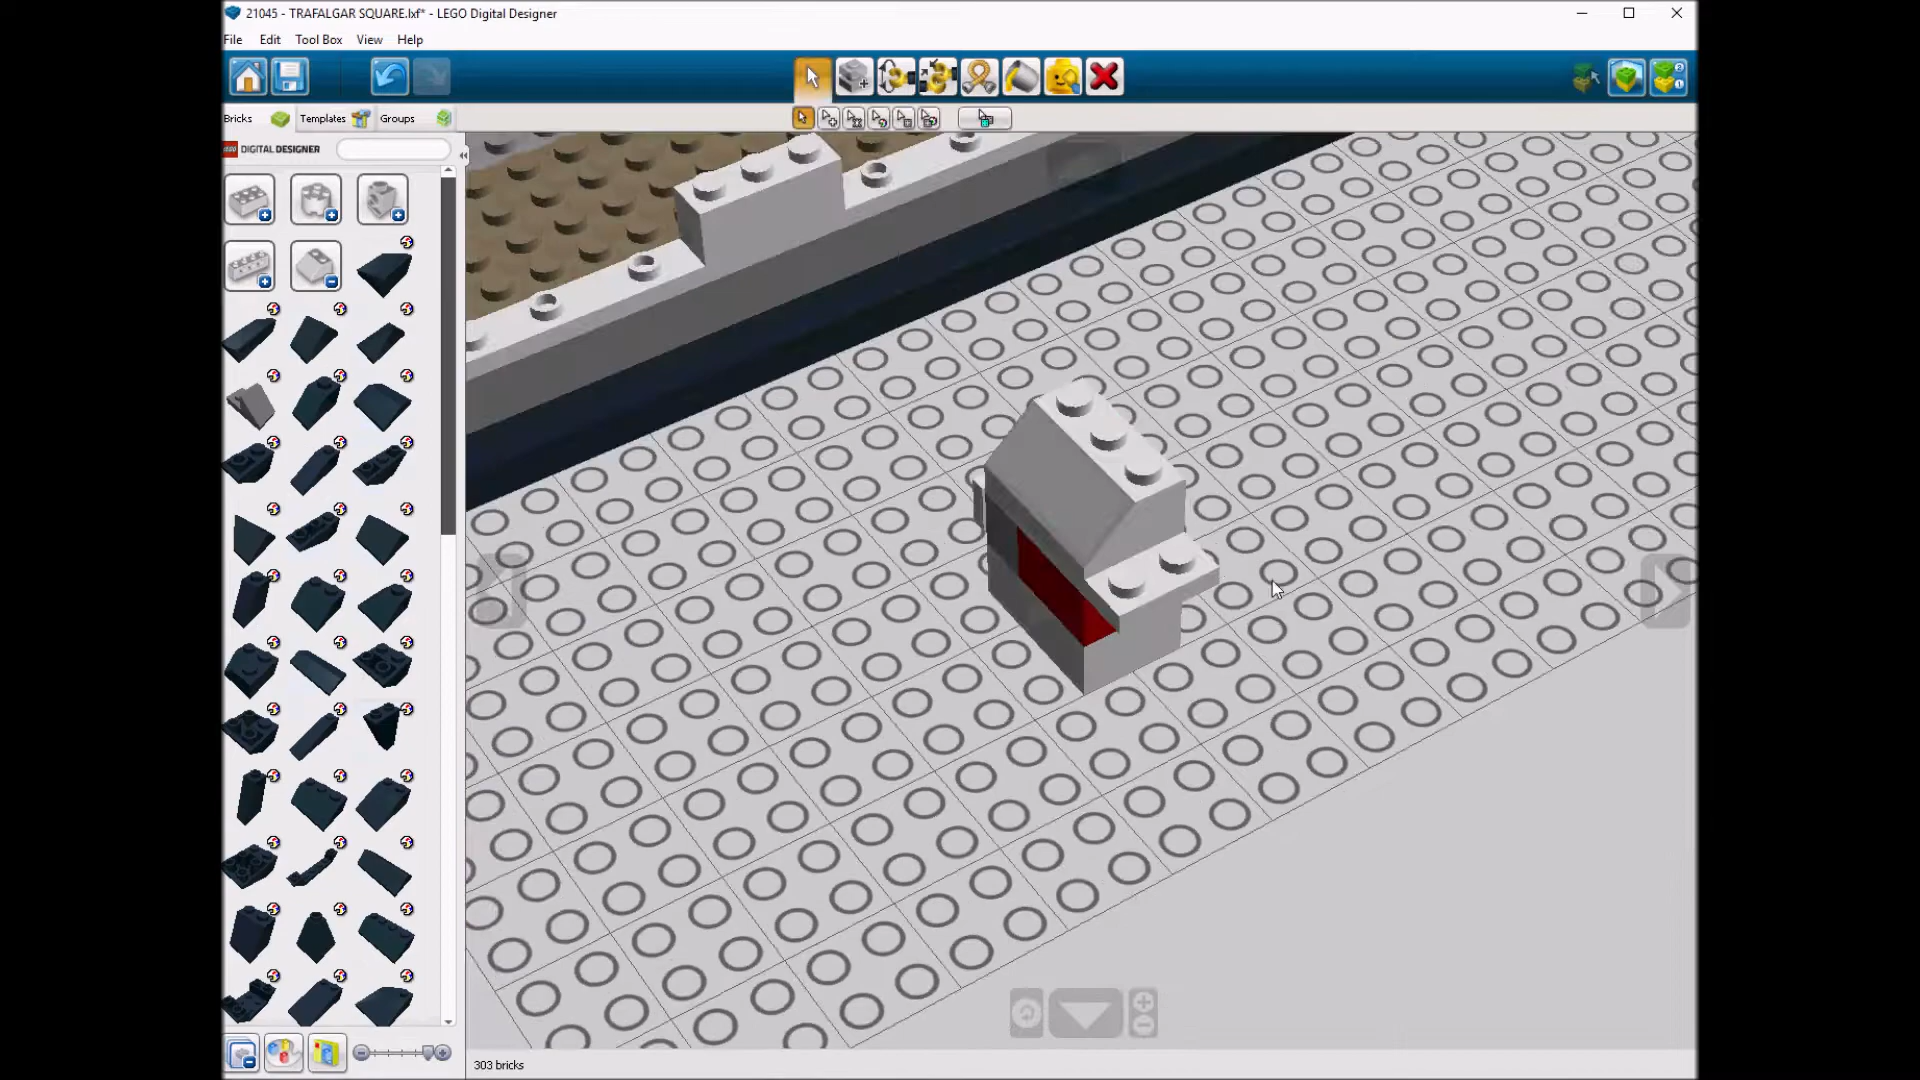 21045 - TRAFALGAR SQUARE.lxf* - LEGO Digital Designer
File Edit Tool Box View Help
Bricks Templates Groups
LEGO DIGITAL DESIGNER
303 bricks